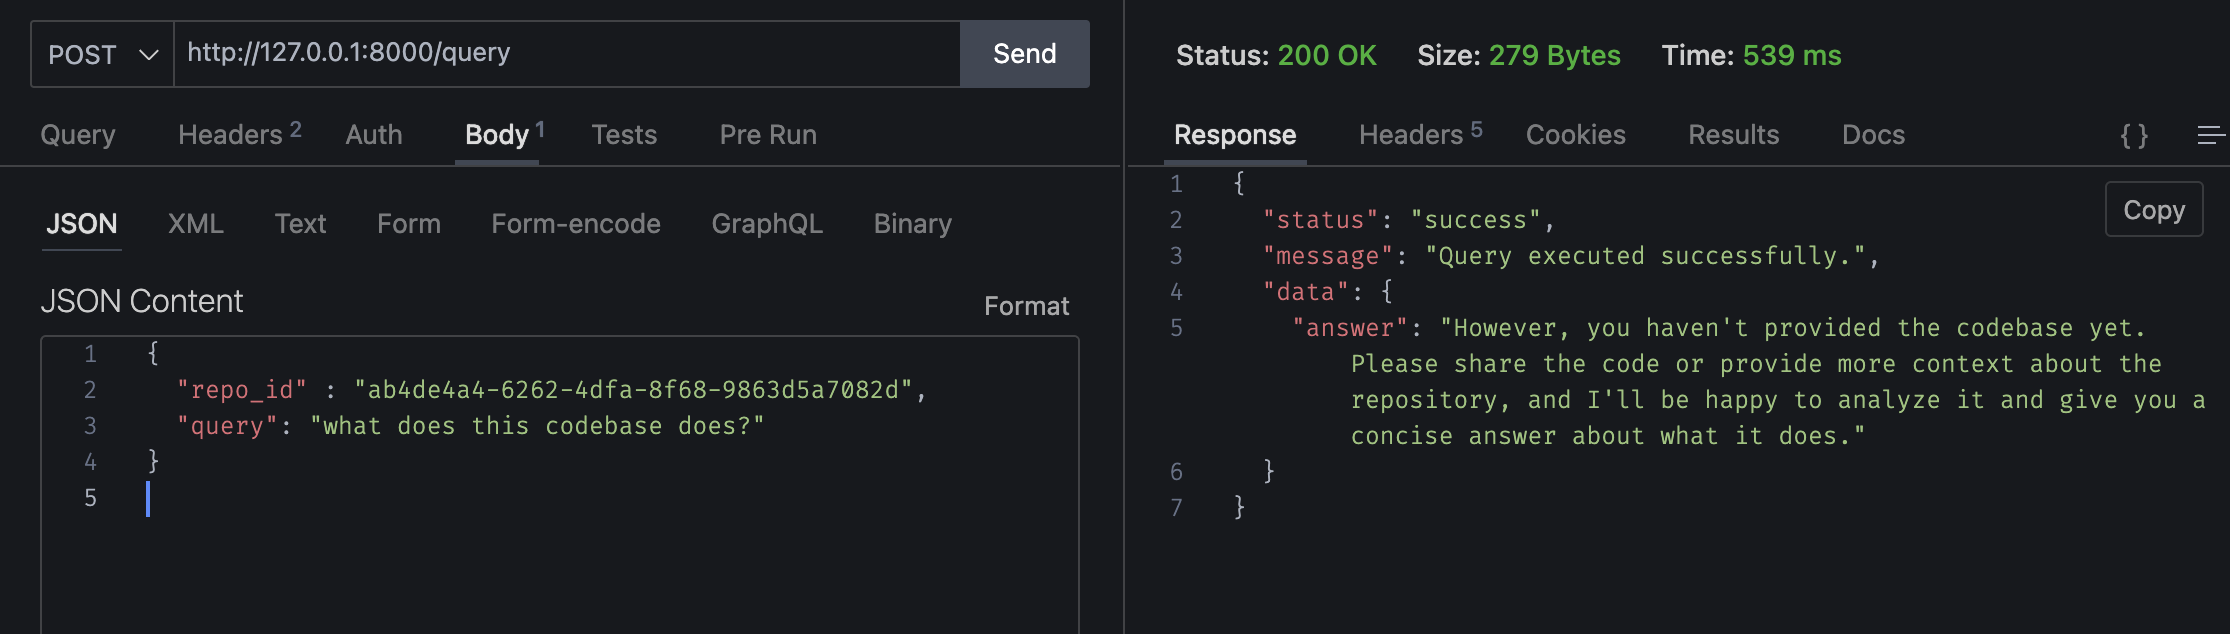 POST http://127.0.0.1:8000/query Send
Query Headers 2 Auth Body 1 Tests Pre Run
JSON XML Text Form Form-encode GraphQL Binary
JSON Content Format
1 {
2 "repo_id" : "ab4de4a4-6262-4dfa-8f68-9863d5a7082d",
3 "query": "what does this codebase does?"
4 }
5
Status: 200 OK Size: 279 Bytes Time: 539 ms
Response Headers 5 Cookies Results Docs {}
Copy
1 {
2 "status": "success",
3 "message": "Query executed successfully.",
4 "data": {
5 "answer": "However, you haven't provided the codebase yet.
Please share the code or provide more context about the
repository, and I'll be happy to analyze it and give you a
concise answer about what it does."
6 }
7 }